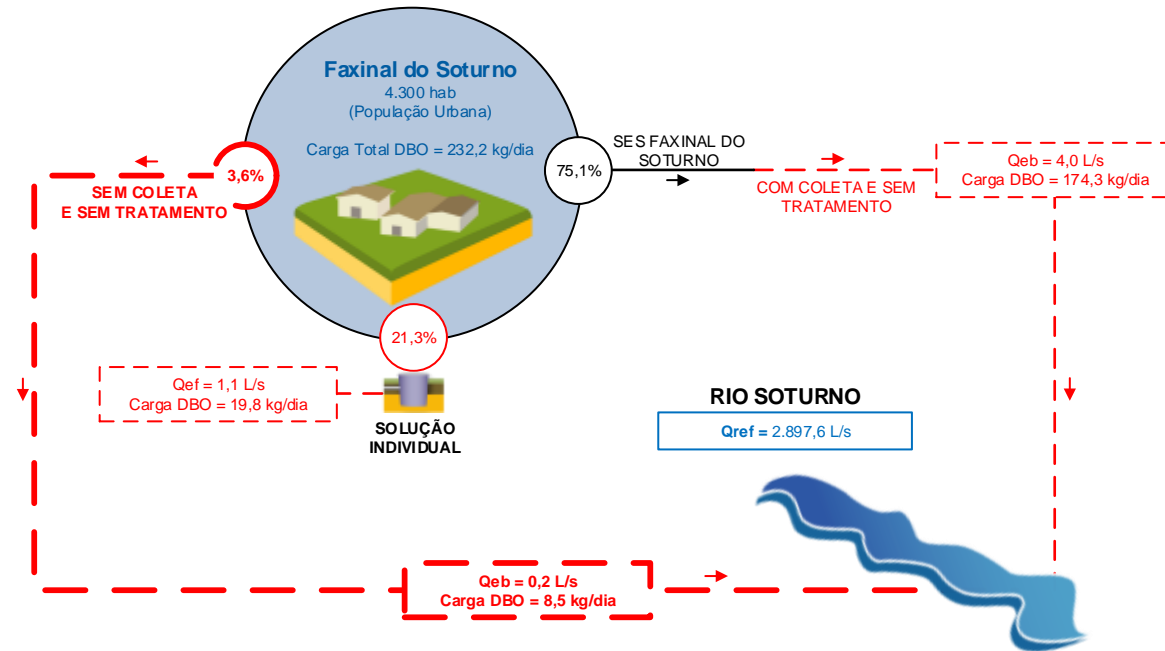 Faxinal do Soturno
4.300 hab
(População Urbana)
Carga Total DBO = 232,2 kg/dia
3,6%
SEM COLETA
E SEM TRATAMENTO
75,1%
SES FAXINAL DO
SOTURNO
COM COLETA E SEM
TRATAMENTO
Qeb = 4,0 L/s
Carga DBO = 174,3 kg/dia
21,3%
Qef = 1,1 L/s
Carga DBO = 19,8 kg/dia
SOLUÇÃO
INDIVIDUAL
RIO SOTURNO
Qref = 2.897,6 L/s
Qeb = 0,2 L/s
Carga DBO = 8,5 kg/dia